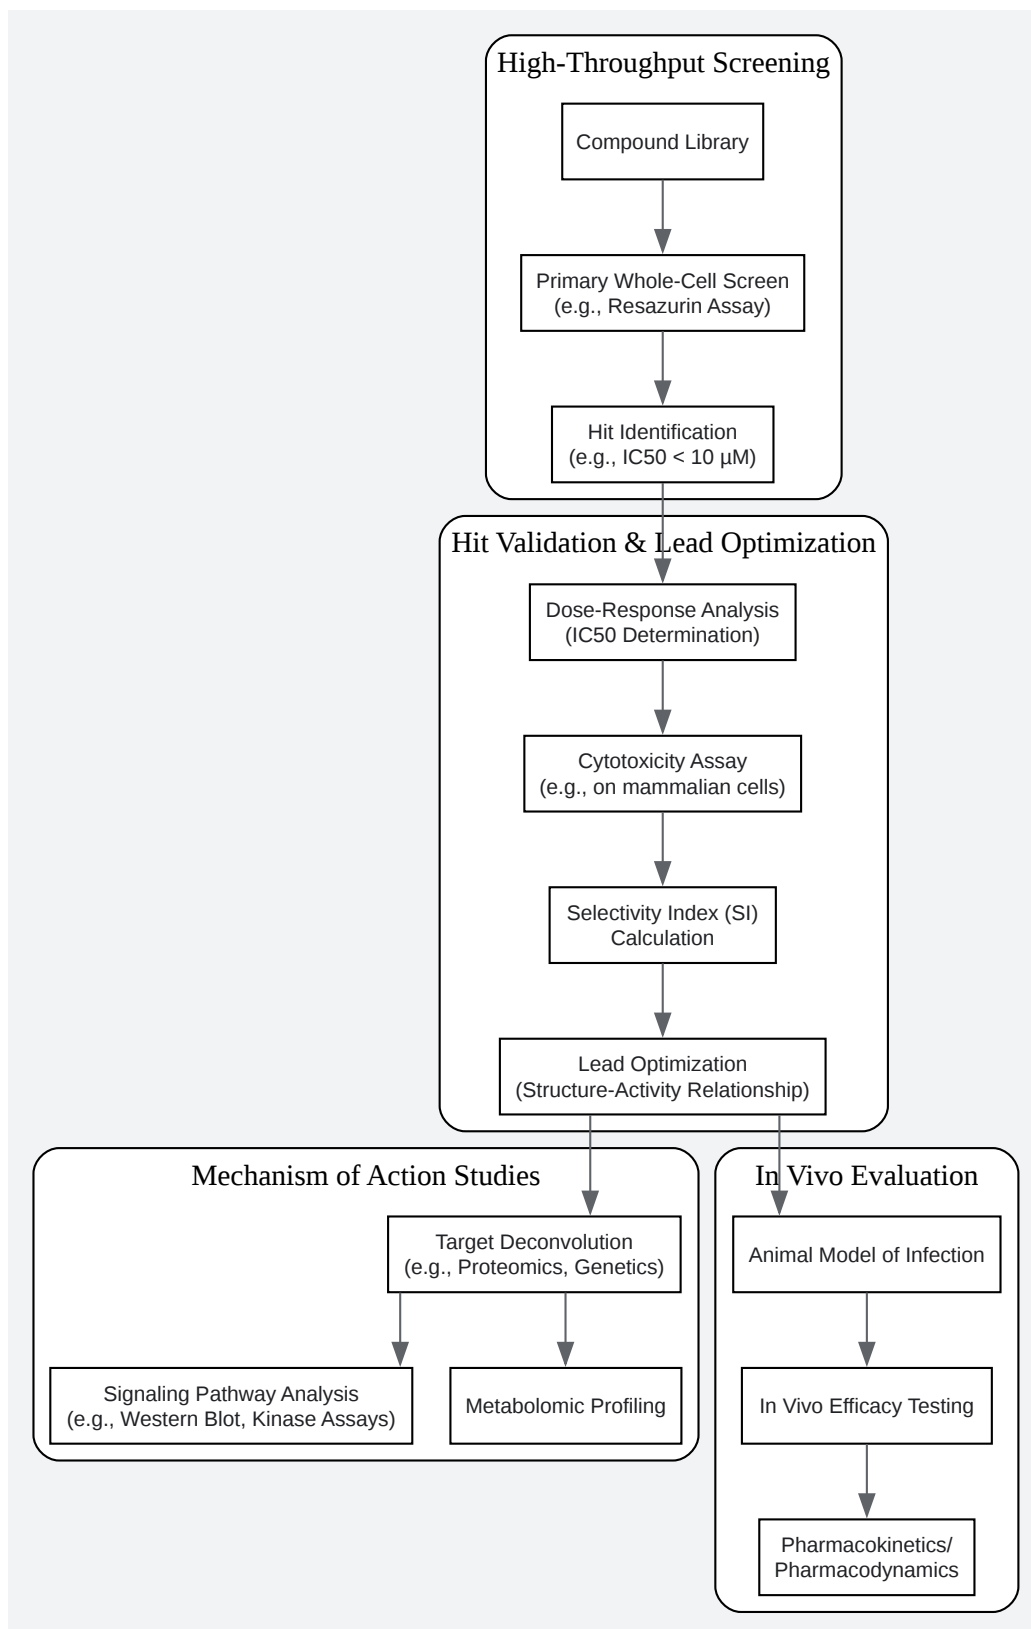 High-Throughput Screening
Compound Library
Primary Whole-Cell Screen
(e.g., Resazurin Assay)
Hit Identification
(e.g., IC50 < 10 µM)
Hit Validation & Lead Optimization
Dose-Response Analysis
(IC50 Determination)
Cytotoxicity Assay
(e.g., on mammalian cells)
Selectivity Index (SI)
Calculation
Lead Optimization
(Structure-Activity Relationship)
Mechanism of Action Studies
Target Deconvolution
(e.g., Proteomics, Genetics)
Signaling Pathway Analysis
(e.g., Western Blot, Kinase Assays)
Metabolomic Profiling
In Vivo Evaluation
Animal Model of Infection
In Vivo Efficacy Testing
Pharmacokinetics/
Pharmacodynamics